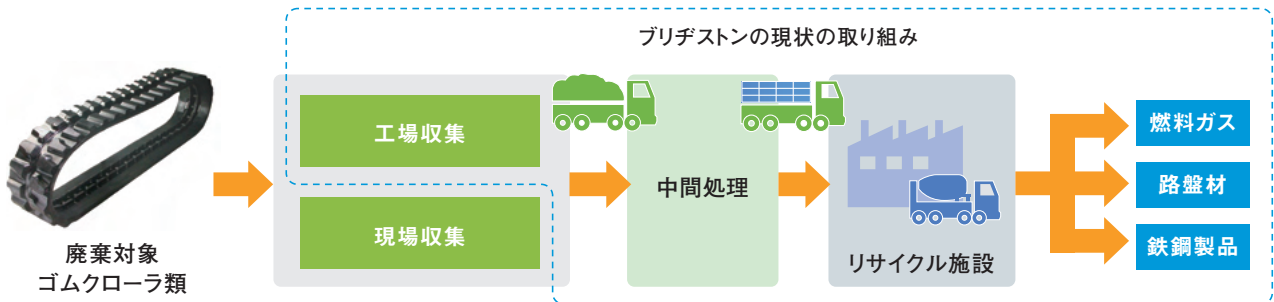 ブリヂストンの現状の取り組み
工場収集
現場収集
中間処理
リサイクル施設
燃料ガス
路盤材
鉄鋼製品
廃棄対象
ゴムクローラ類